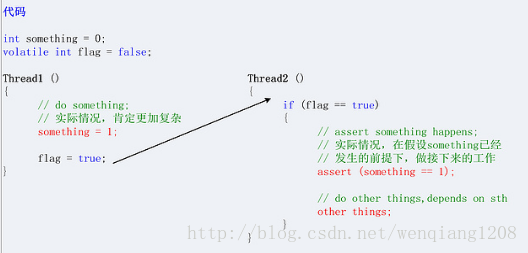 代码
int something = 0;
volatile int flag = false;
Thread1 ()
{
// do something;
// 实际情况，肯定更加复杂
something = 1;
flag = true;
}
Thread2 ()
{
if (flag == true)
{
// assert something happens;
// 实际情况，在假设something已经
// 发生的前提下，做接下来的工作
assert (something == 1);
// do other things,depends on sth
other things;
}
}
http://blog.csdn.net/wenqiang1208